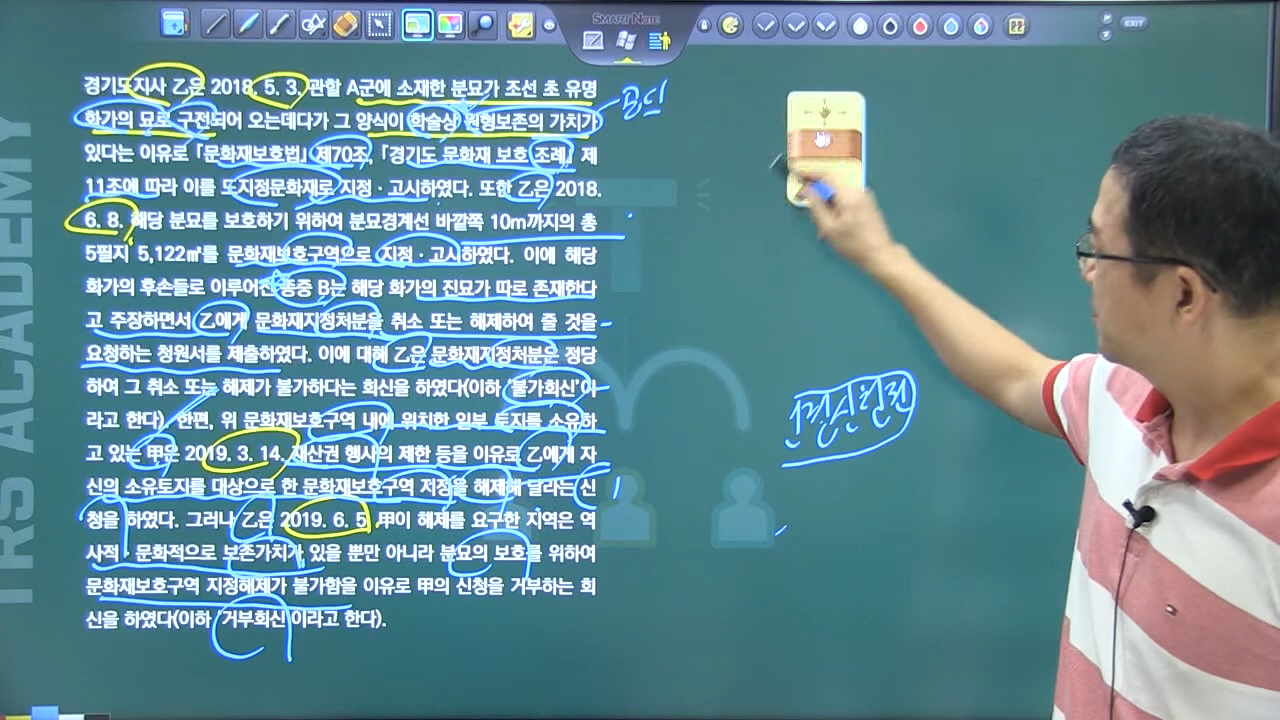 SMART NOTE
EXIT
TRS ACADEMY
경기도지사 乙은 2018. 5. 3. 관할 A군에 소재한 분묘가 조선 초 유명
화가의 묘로 구전되어 오는데다가 그 양식이 학술상 원형보존의 가치가
있다는 이유로 「문화재보호법」 제70조, 「경기도 문화재 보호 조례」 제
11조에 따라 이를 도지정문화재로 지정·고시하였다. 또한 乙은 2018.
6. 8. 해당 분묘를 보호하기 위하여 분묘경계선 바깥쪽 10m까지의 총
5필지 5,122㎡를 문화재보호구역으로 지정·고시하였다. 이에 해당
화가의 후손들로 이루어진 종중 B는 해당 화가의 진묘가 따로 존재한다
고 주장하면서 乙에게 문화재지정처분을 취소 또는 해제하여 줄 것을
요청하는 청원서를 제출하였다. 이에 대해 乙은 문화재지정처분은 정당
하여 그 취소 또는 해제가 불가하다는 회신을 하였다(이하 '불가회신'이
라고 한다). 한편, 위 문화재보호구역 내에 위치한 일부 토지를 소유하
고 있는 甲은 2019. 3. 14. 재산권 행사의 제한 등을 이유로 乙에게 자
신의 소유토지를 대상으로 한 문화재보호구역 지정을 해제해 달라는 신
청을 하였다. 그러나 乙은 2019. 6. 5. 甲이 해제를 요구한 지역은 역
사적·문화적으로 보존가치가 있을 뿐만 아니라 분묘의 보호를 위하여
문화재보호구역 지정해제가 불가함을 이유로 甲의 신청을 거부하는 회
신을 하였다(이하 '거부회신'이라고 한다).